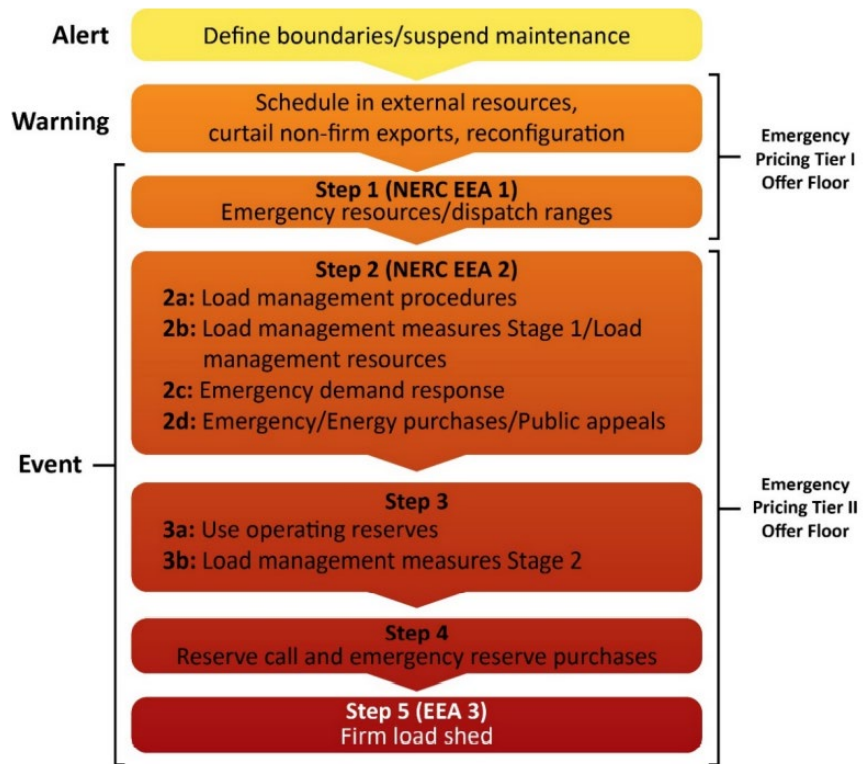 Alert
Define boundaries/suspend maintenance
Warning
Schedule in external resources,
curtail non-firm exports, reconfiguration
Emergency
Pricing Tier I
Offer Floor
Step 1 (NERC EEA 1)
Emergency resources/dispatch ranges
Event
Step 2 (NERC EEA 2)
2a: Load management procedures
2b: Load management measures Stage 1/Load
management resources
2c: Emergency demand response
2d: Emergency/Energy purchases/Public appeals
Step 3
3a: Use operating reserves
3b: Load management measures Stage 2
Emergency
Pricing Tier II
Offer Floor
Step 4
Reserve call and emergency reserve purchases
Step 5 (EEA 3)
Firm load shed